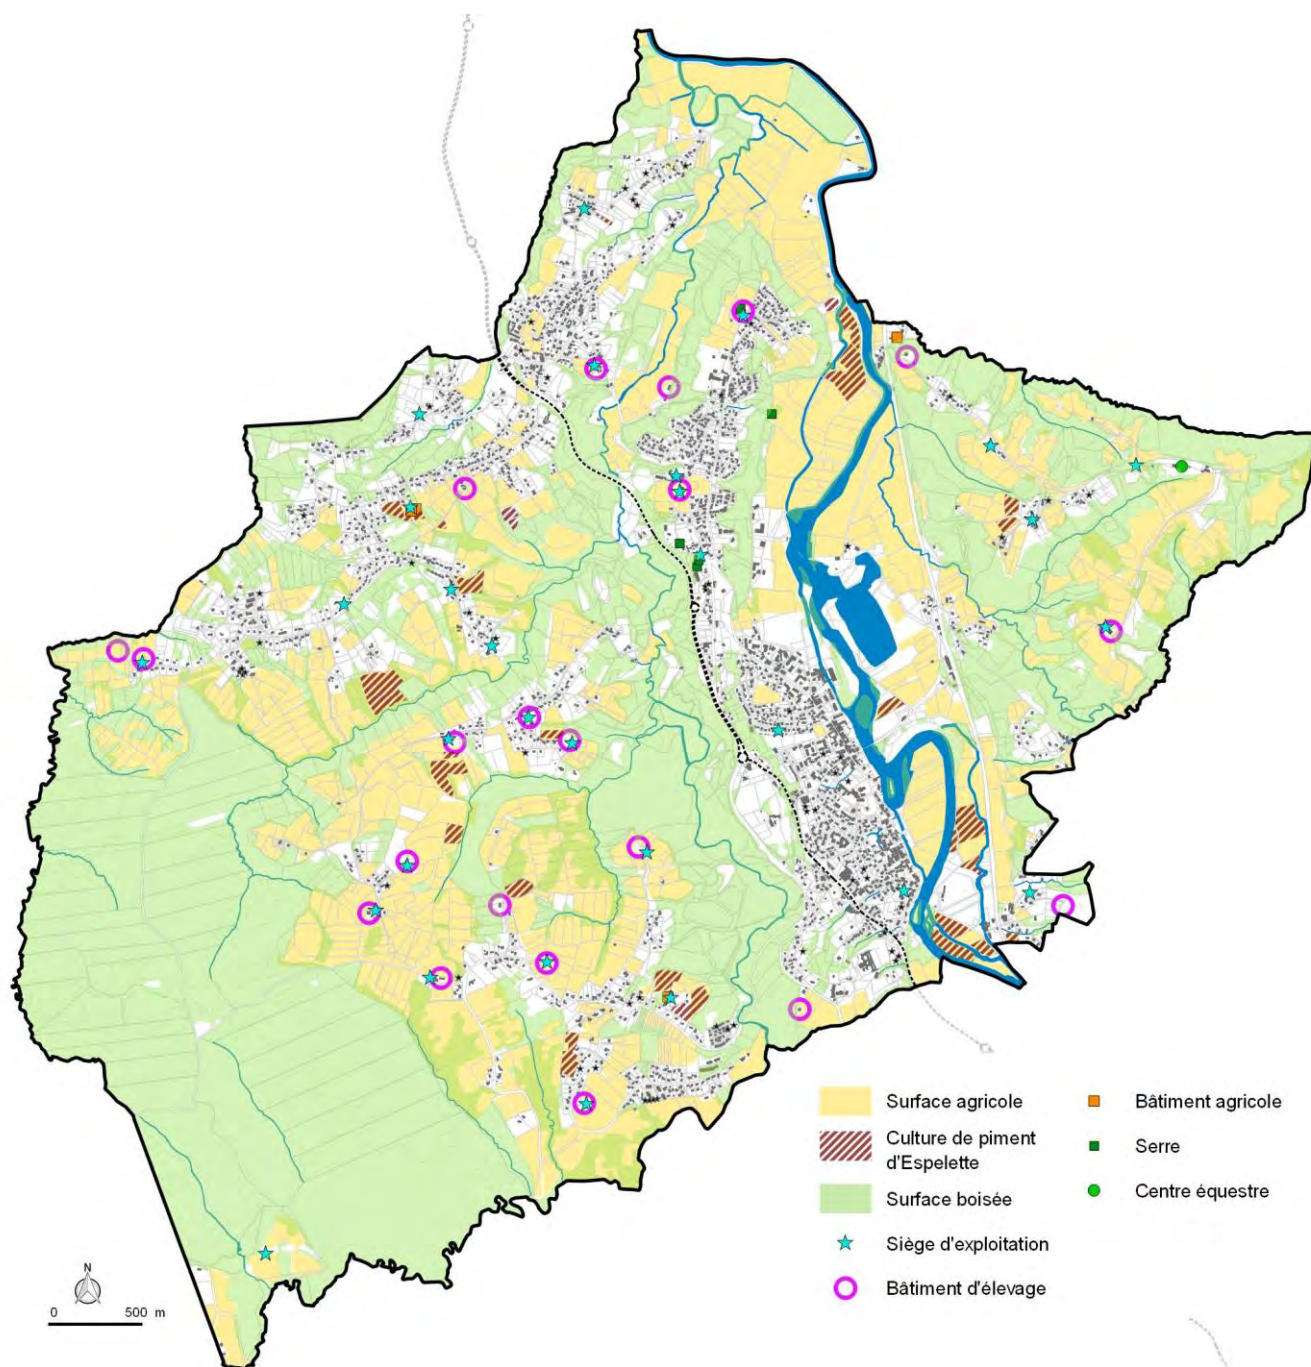 Surface agricole
Culture de piment
d'Espelette
Surface boisée
Siège d'exploitation
Bâtiment d'élevage
Bâtiment agricole
Serre
Centre équestre
N
0 500 m